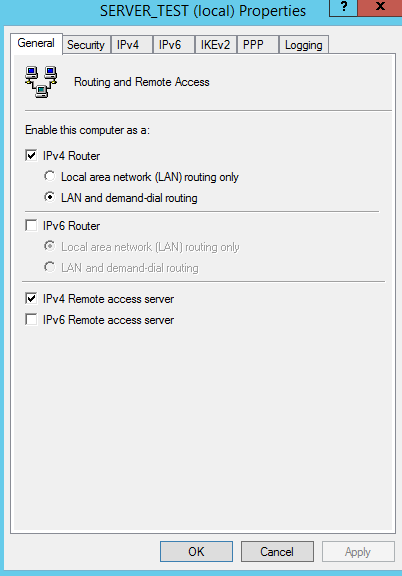 SERVER_TEST (local) Properties
?
x
General
Security
IPv4
IPv6
IKEv2
PPP
Logging
Routing and Remote Access
Enable this computer as a:
IPv4 Router
Local area network (LAN) routing only
LAN and demand-dial routing
IPv6 Router
Local area network (LAN) routing only
LAN and demand-dial routing
IPv4 Remote access server
IPv6 Remote access server
OK
Cancel
Apply